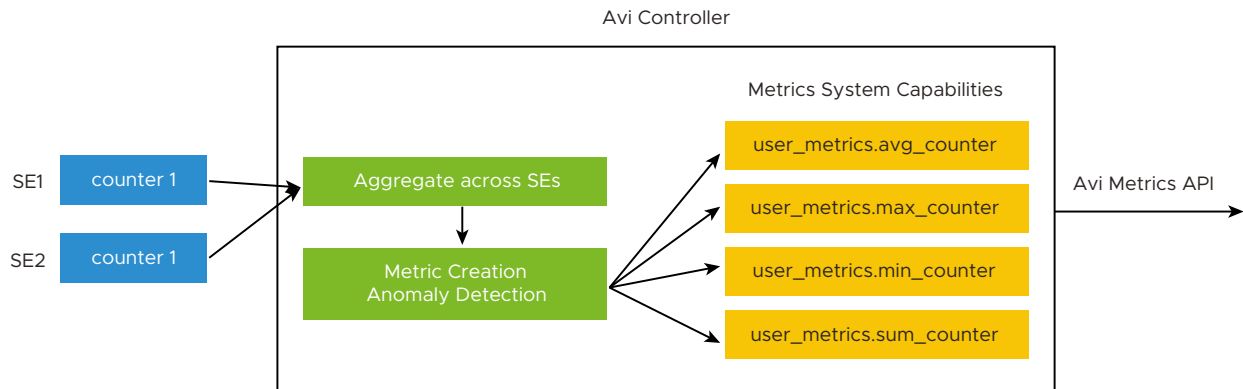 Avi Controller
Metrics System Capabilities
SE1
counter 1
SE2
counter 1
Aggregate across SEs
Metric Creation
Anomaly Detection
user_metrics.avg_counter
user_metrics.max_counter
user_metrics.min_counter
user_metrics.sum_counter
Avi Metrics API